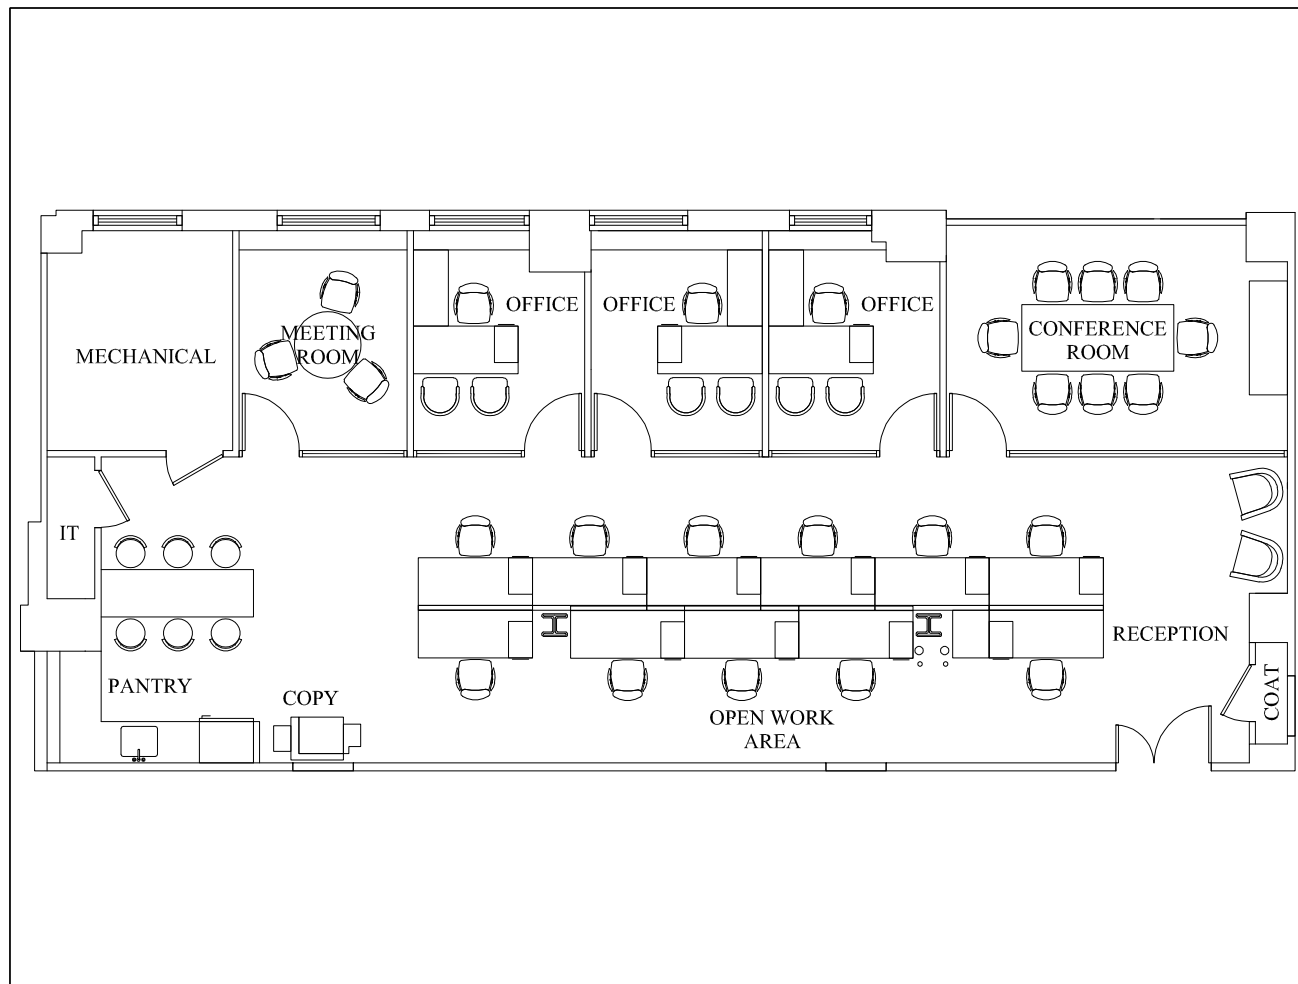 OFFICE
OFFICE
OFFICE
MEETING
ROOM
CONFERENCE
ROOM
MECHANICAL
IT
RECEPTION
PANTRY
COPY
COAT
OPEN WORK
AREA